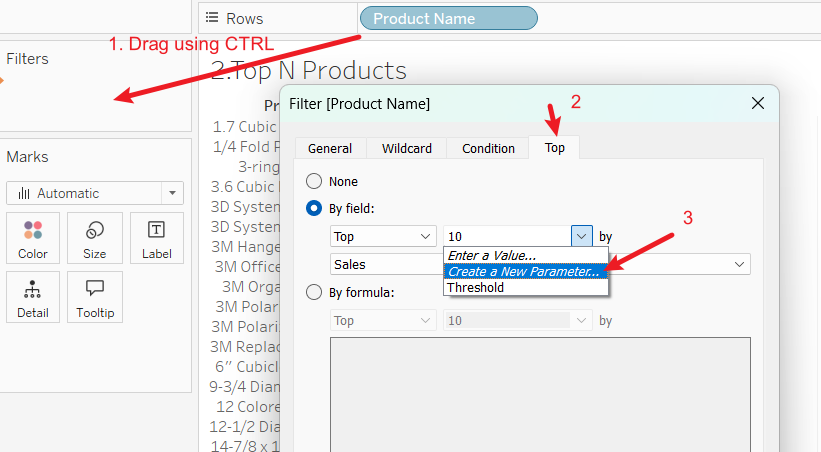 Rows
Product Name
1. Drag using CTRL
Filters
2.Top N Products
Pr
1.7 Cubic
1/4 Fold P
3-ring
3.6 Cubic
3D System
3D System
3M Hange
3M Office
3M Orga
3M Polar
3M Polariz
3M Replac
6" Cubicl
9-3/4 Diam
12 Colore
12-1/2 Dia
14-7/8 x 1
Marks
Automatic
Color
Size
Label
Detail
Tooltip
Filter [Product Name]
2
General
Wildcard
Condition
Top
None
By field:
3
Top
10
by
Enter a Value...
Sales
Create a New Parameter...
Threshold
By formula:
Top
10
by